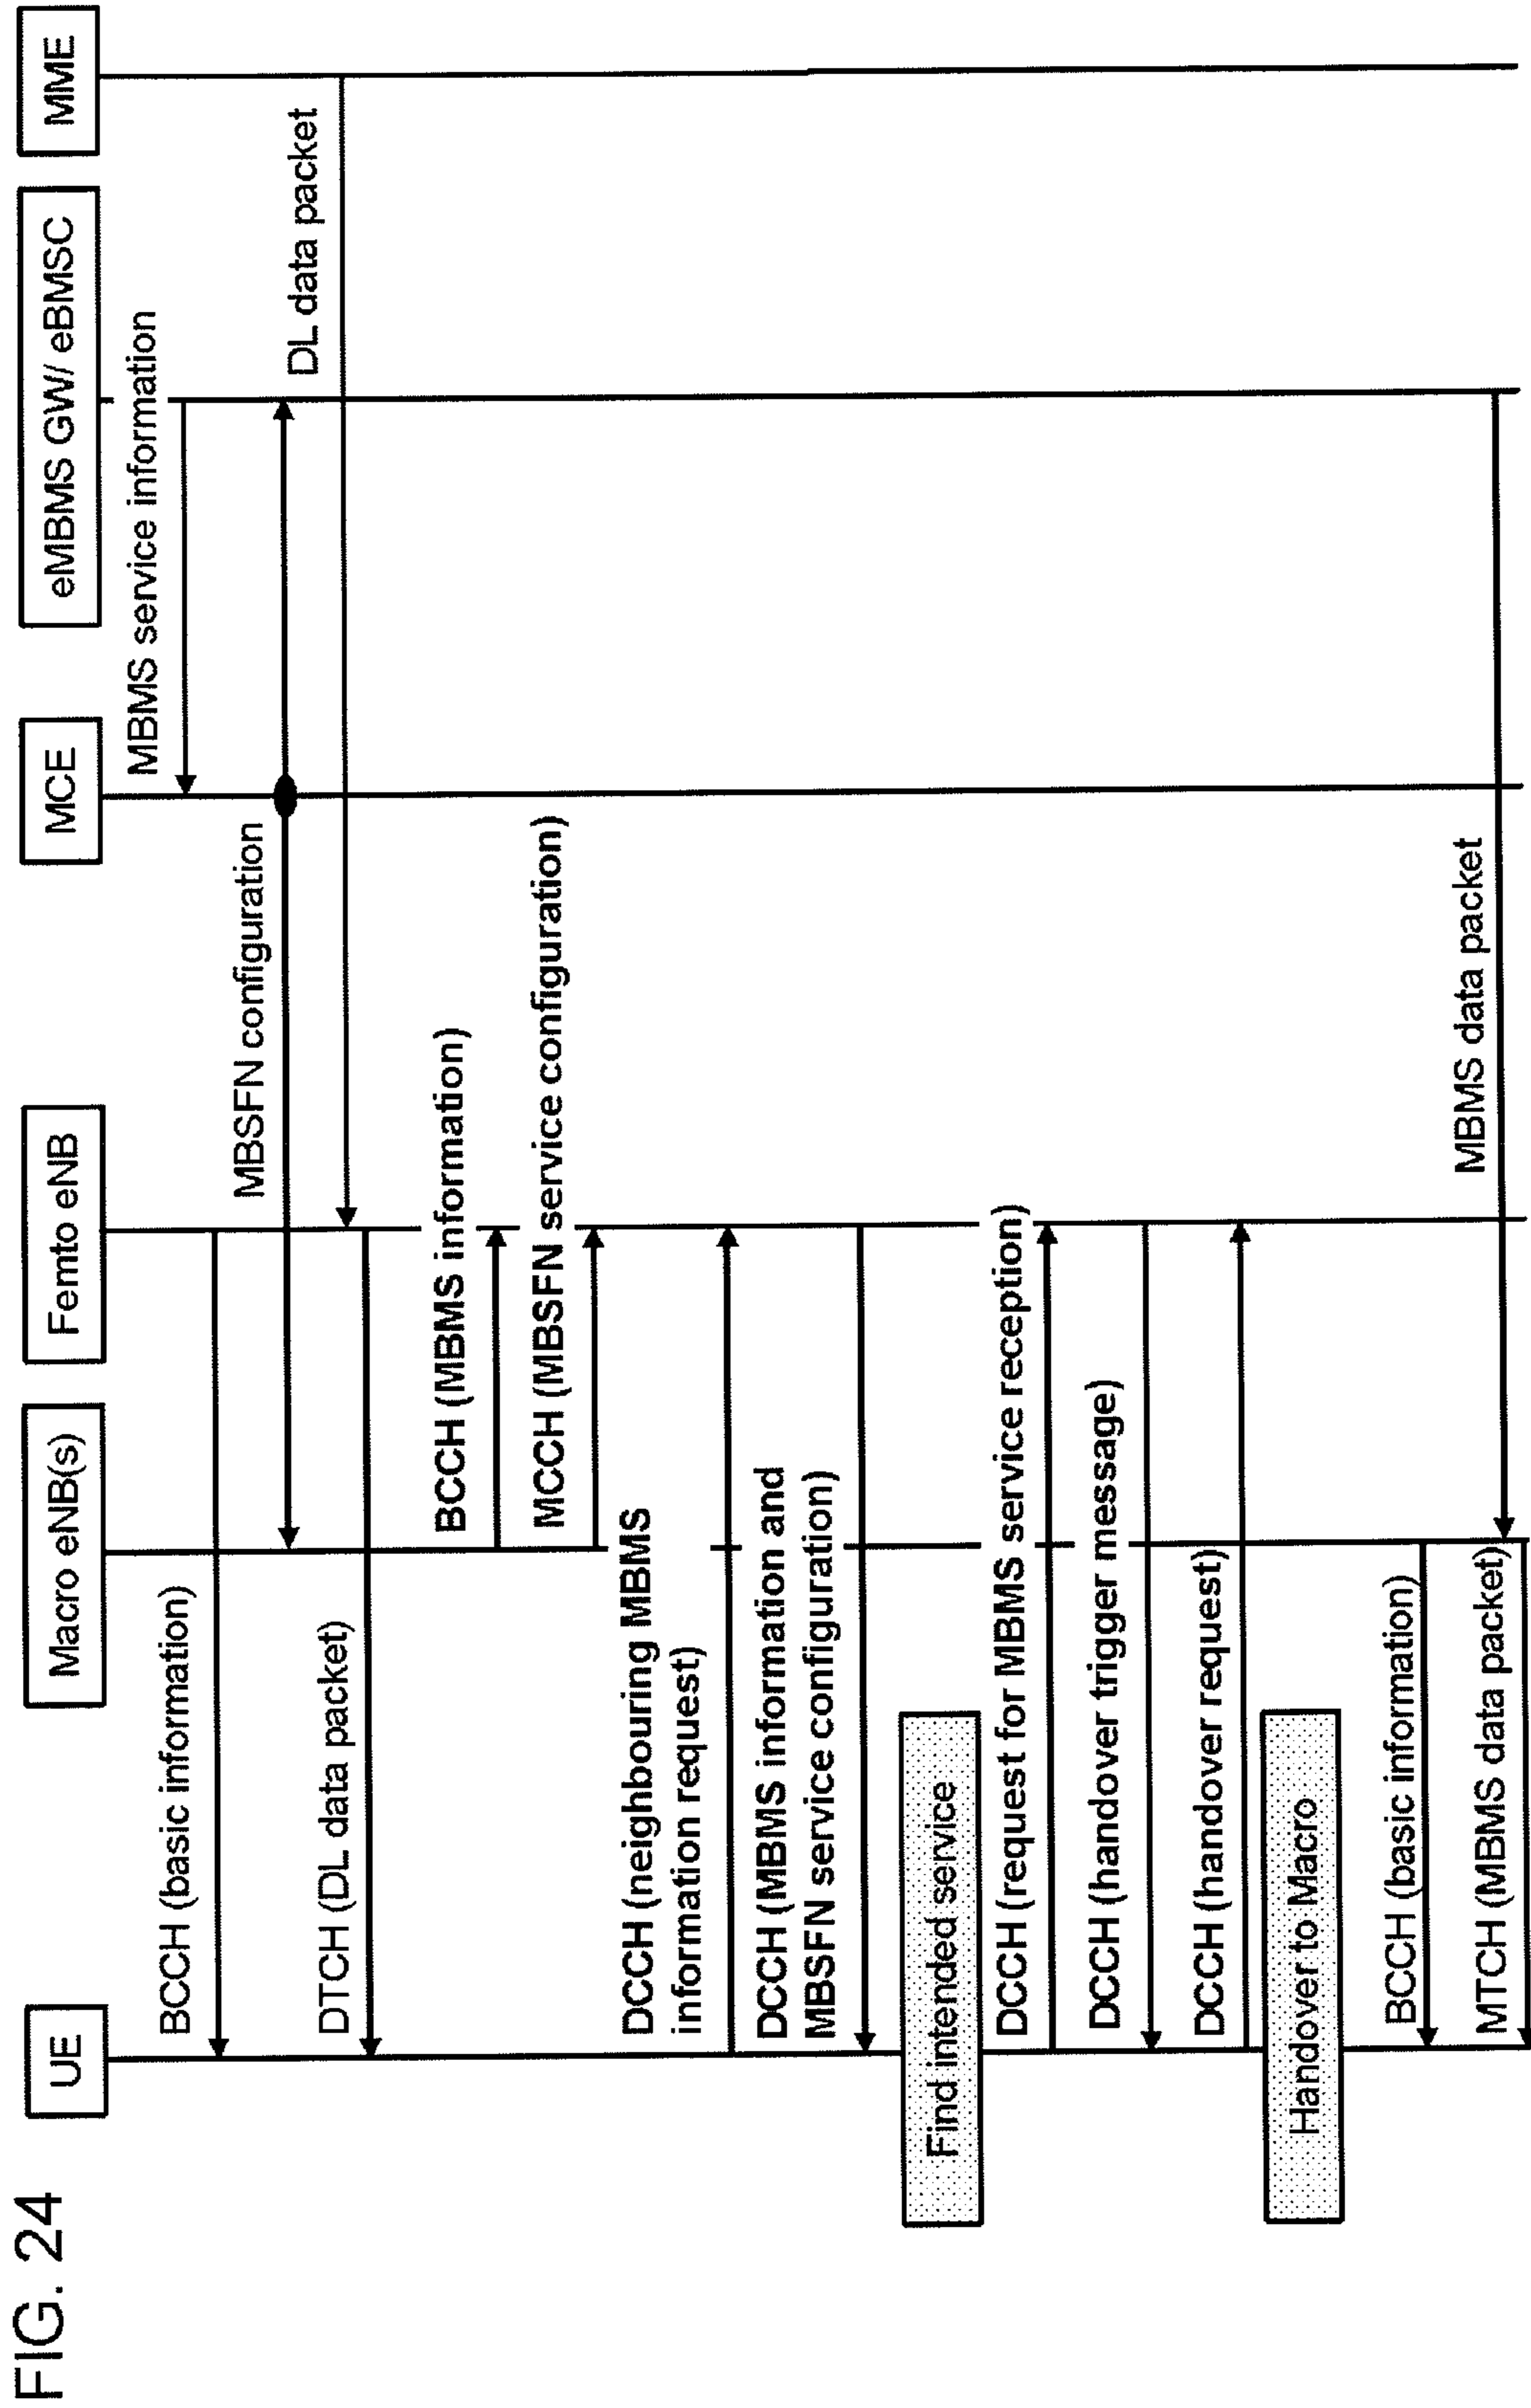 FIG. 24
UE
Macro eNB(s)
Femto eNB
MCE
eMBMS GW/ eBMSC
MME
MBMS service information
BCCH (basic information)
MBSFN configuration
DL data packet
DTCH (DL data packet)
BCCH (MBMS information)
MCCH (MBSFN service configuration)
DCCH (neighbouring MBMS
information request)
DCCH (MBMS information and
MBSFN service configuration)
Find intended service
DCCH (request for MBMS service reception)
DCCH (handover trigger message)
DCCH (handover request)
Handover to Macro
BCCH (basic information)
MBMS data packet
MTCH (MBMS data packet)